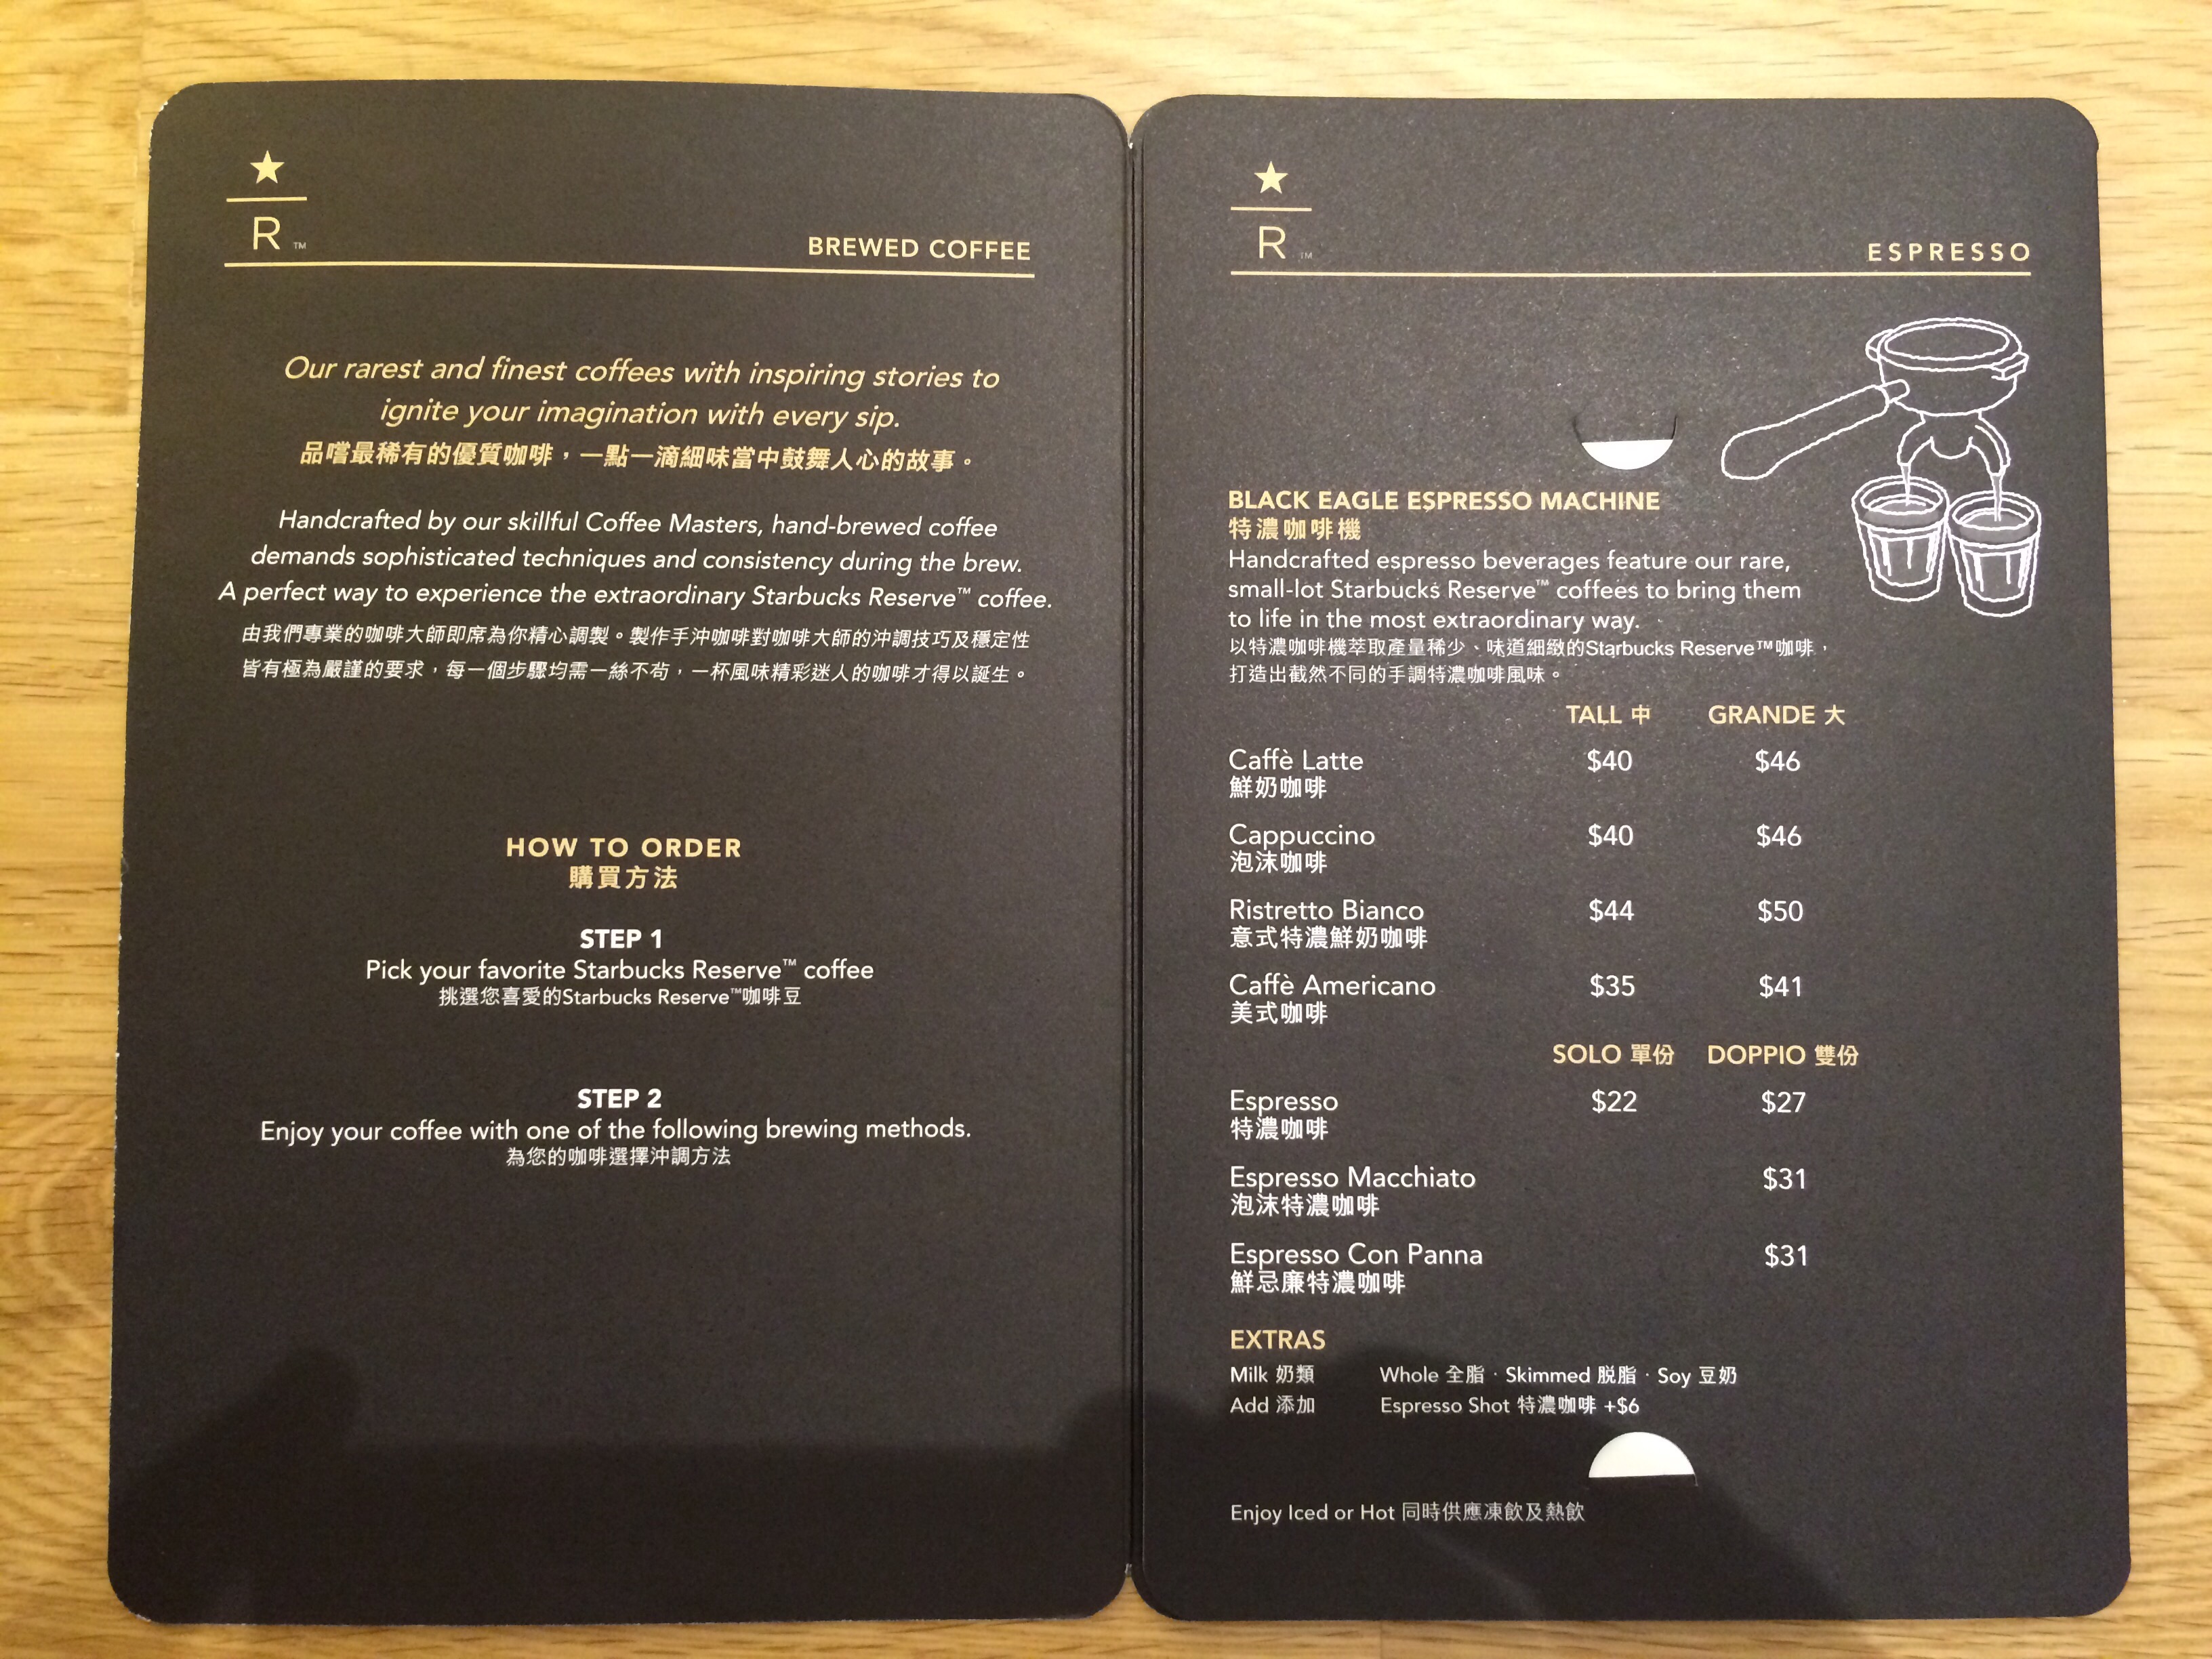 R ™
BREWED COFFEE
Our rarest and finest coffees with inspiring stories to
ignite your imagination with every sip.
品嚐最稀有的優質咖啡，一點一滴細味當中鼓舞人心的故事。
Handcrafted by our skillful Coffee Masters, hand-brewed coffee
demands sophisticated techniques and consistency during the brew.
A perfect way to experience the extraordinary Starbucks Reserve™ coffee.
由我們專業的咖啡大師即席為你精心調製。製作手沖咖啡對咖啡大師的沖調技巧及穩定性
皆有極為嚴謹的要求，每一個步驟均需一絲不苟，一杯風味精彩迷人的咖啡才得以誕生。
HOW TO ORDER
購買方法
STEP 1
Pick your favorite Starbucks Reserve™ coffee
挑選您喜愛的Starbucks Reserve™咖啡豆
STEP 2
Enjoy your coffee with one of the following brewing methods.
為您的咖啡選擇沖調方法
R ™
ESPRESSO
BLACK EAGLE ESPRESSO MACHINE
特濃咖啡機
Handcrafted espresso beverages feature our rare,
small-lot Starbucks Reserve™ coffees to bring them
to life in the most extraordinary way.
以特濃咖啡機萃取產量稀少、味道細緻的Starbucks Reserve™咖啡，
打造出截然不同的手調特濃咖啡風味。
TALL 中 GRANDE 大
Caffè Latte $40 $46
鮮奶咖啡
Cappuccino $40 $46
泡沫咖啡
Ristretto Bianco $44 $50
意式特濃鮮奶咖啡
Caffè Americano $35 $41
美式咖啡
SOLO 單份 DOPPIO 雙份
Espresso $22 $27
特濃咖啡
Espresso Macchiato $31
泡沫特濃咖啡
Espresso Con Panna $31
鮮忌廉特濃咖啡
EXTRAS
Milk 奶類 Whole 全脂 · Skimmed 脫脂 · Soy 豆奶
Add 添加 Espresso Shot 特濃咖啡 +$6
Enjoy Iced or Hot 同時供應凍飲及熱飲